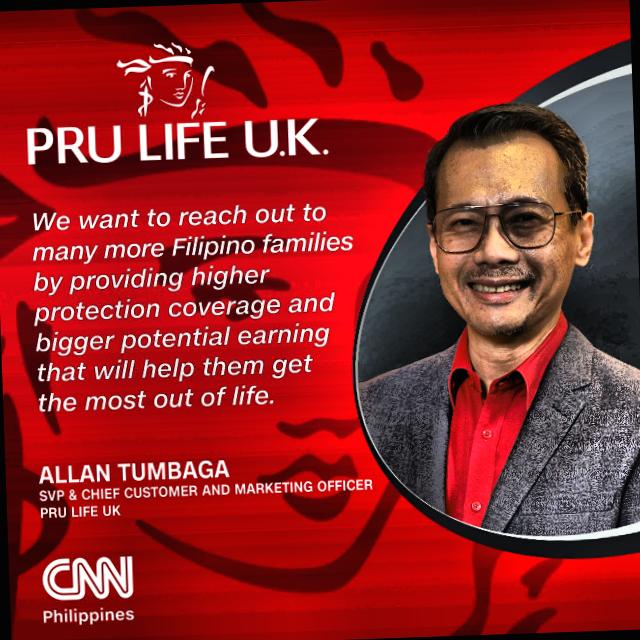 PRU LIFE U.K.
We want to reach out to
many more Filipino families
by providing higher
protection coverage and
bigger potential earning
that will help them get
the most out of life.
ALLAN TUMBAGA
SVP & CHIEF CUSTOMER AND MARKETING OFFICER
PRU LIFE UK
CNN
Philippines